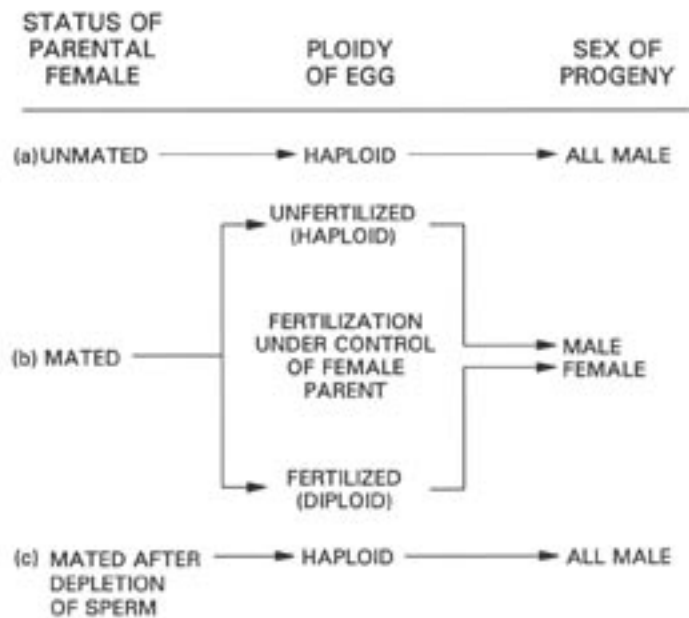 STATUS OF
PARENTAL
FEMALE
PLOIDY
OF EGG
SEX OF
PROGENY
(a) UNMATED
HAPLOID
ALL MALE
(b) MATED
UNFERTILIZED
(HAPLOID)
FERTILIZATION
UNDER CONTROL
OF FEMALE
PARENT
FERTILIZED
(DIPLOID)
MALE
FEMALE
(c) MATED AFTER
DEPLETION
OF SPERM
HAPLOID
ALL MALE